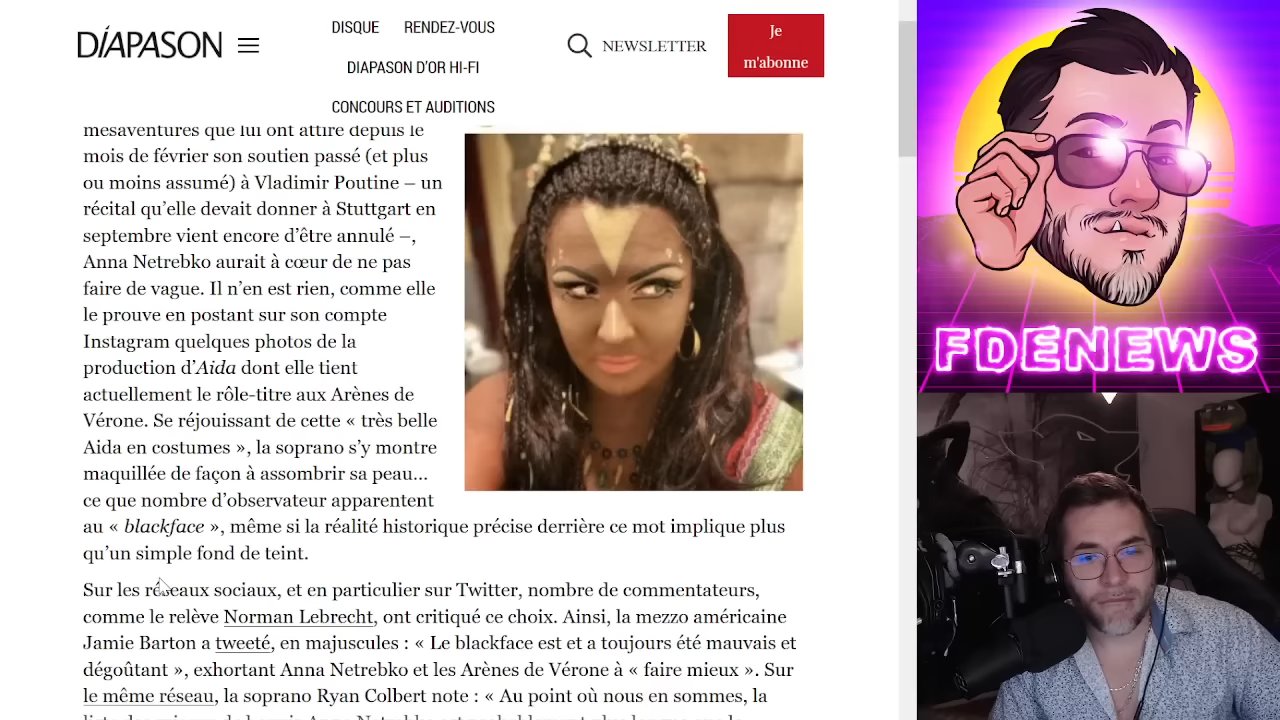 DIAPASON
DISQUE RENDEZ-VOUS
DIAPASON D'OR HI-FI
CONCOURS ET AUDITIONS
NEWSLETTER
Je
m'abonne
mésaventures que lui ont attiré depuis le
mois de février son soutien passé (et plus
ou moins assumé) à Vladimir Poutine – un
récital qu'elle devait donner à Stuttgart en
septembre vient encore d'être annulé –,
Anna Netrebko aurait à cœur de ne pas
faire de vague. Il n'en est rien, comme elle
le prouve en postant sur son compte
Instagram quelques photos de la
production d'Aida dont elle tient
actuellement le rôle-titre aux Arènes de
Vérone. Se réjouissant de cette « très belle
Aida en costumes », la soprano s'y montre
maquillée de façon à assombrir sa peau...
ce que nombre d'observateur apparentent
au « blackface », même si la réalité historique précise derrière ce mot implique plus
qu'un simple fond de teint.
Sur les réseaux sociaux, et en particulier sur Twitter, nombre de commentateurs,
comme le relève Norman Lebrecht, ont critiqué ce choix. Ainsi, la mezzo américaine
Jamie Barton a tweeté, en majuscules : « Le blackface est et a toujours été mauvais et
dégoûtant », exhortant Anna Netrebko et les Arènes de Vérone à « faire mieux ». Sur
le même réseau, la soprano Ryan Colbert note : « Au point où nous en sommes, la
FDENEWS